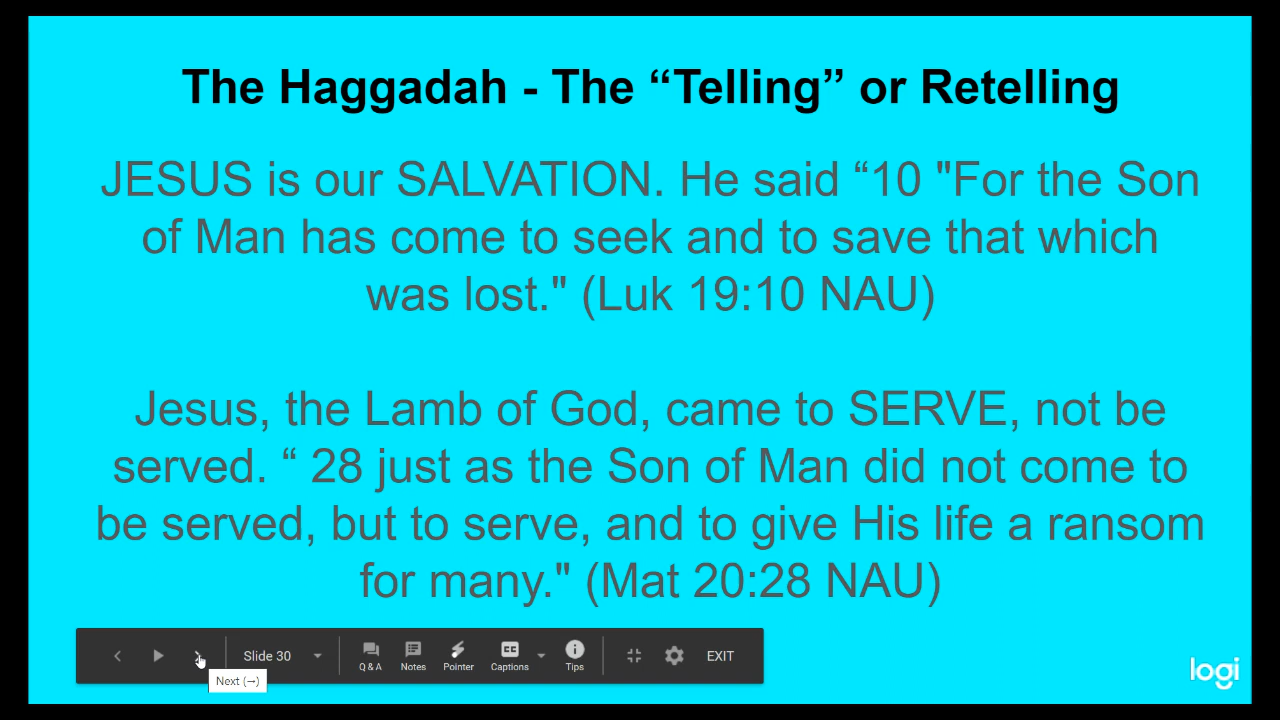 The Haggadah - The “Telling” or Retelling
JESUS is our SALVATION. He said “10 "For the Son
of Man has come to seek and to save that which
was lost." (Luk 19:10 NAU)
Jesus, the Lamb of God, came to SERVE, not be
served. “ 28 just as the Son of Man did not come to
be served, but to serve, and to give His life a ransom
for many." (Mat 20:28 NAU)
Slide 30
Q & A
Notes
Pointer
Captions
Tips
EXIT
Next (→)
logi